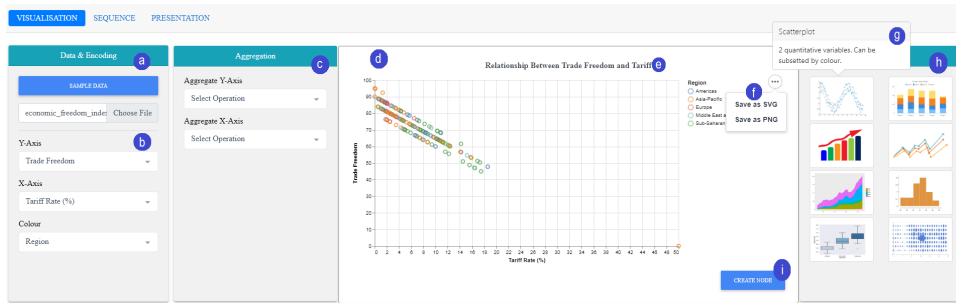 VISUALISATION SEQUENCE PRESENTATION
Data & Encoding
a
SAMPLE DATA
economic_freedom_index Choose File
b
Y-Axis
Trade Freedom
X-Axis
Tariff Rate (%)
Colour
Region
Aggregation
c
Aggregate Y-Axis
Select Operation
Aggregate X-Axis
Select Operation
d
Relationship Between Trade Freedom and Tariff
e
100
90
80
70
60
50
40
30
20
10
0
Trade Freedom
0 2 4 6 8 10 12 14 16 18 20 22 24 26 28 30 32 34 36 38 40 42 44 46 48 50
Tariff Rate (%)
Region
Americas
Asia-Pacific
Europe
Middle East a
Sub-Saharan
f
Save as SVG
Save as PNG
CREATE NODE
i
Scatterplot
g
2 quantitative variables. Can be
subsetted by colour.
h